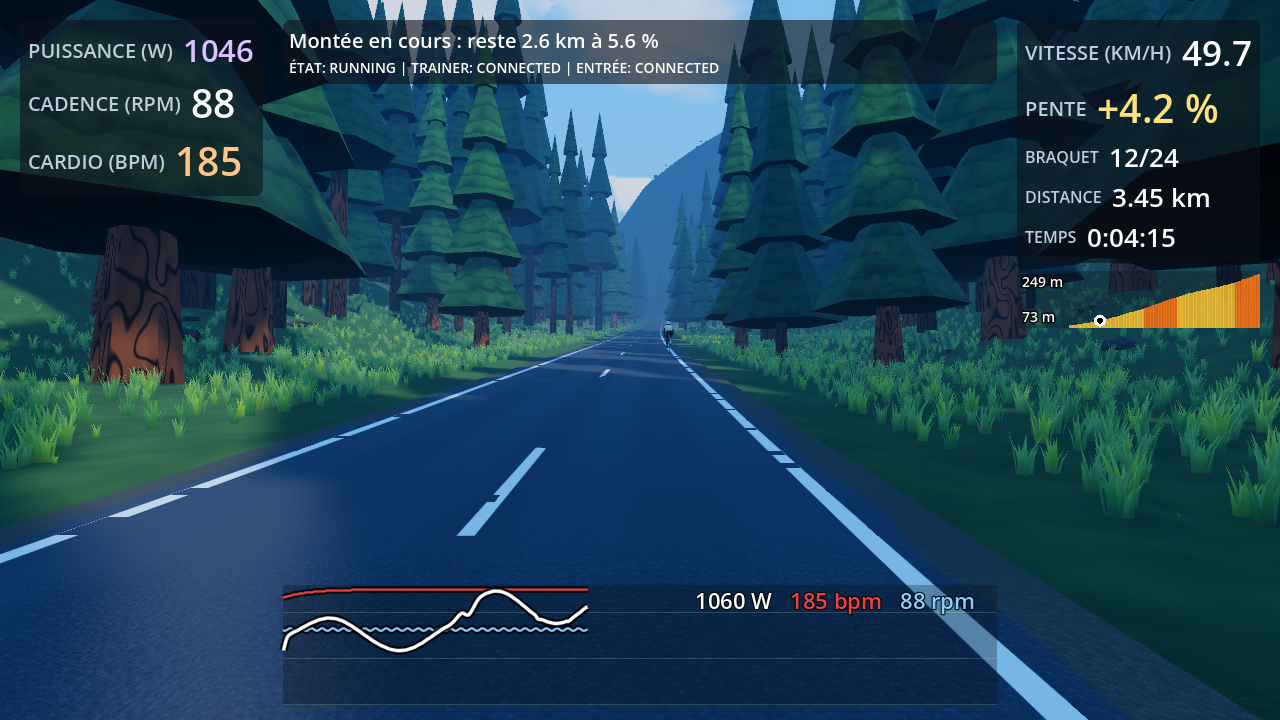 PUISSANCE (W) 1046
CADENCE (RPM) 88
CARDIO (BPM) 185
Montée en cours : reste 2.6 km à 5.6 %
ÉTAT: RUNNING | TRAINER: CONNECTED | ENTRÉE: CONNECTED
VITESSE (KM/H) 49.7
PENTE +4.2 %
BRAQUET 12/24
DISTANCE 3.45 km
TEMPS 0:04:15
249 m
73 m
1060 W 185 bpm 88 rpm